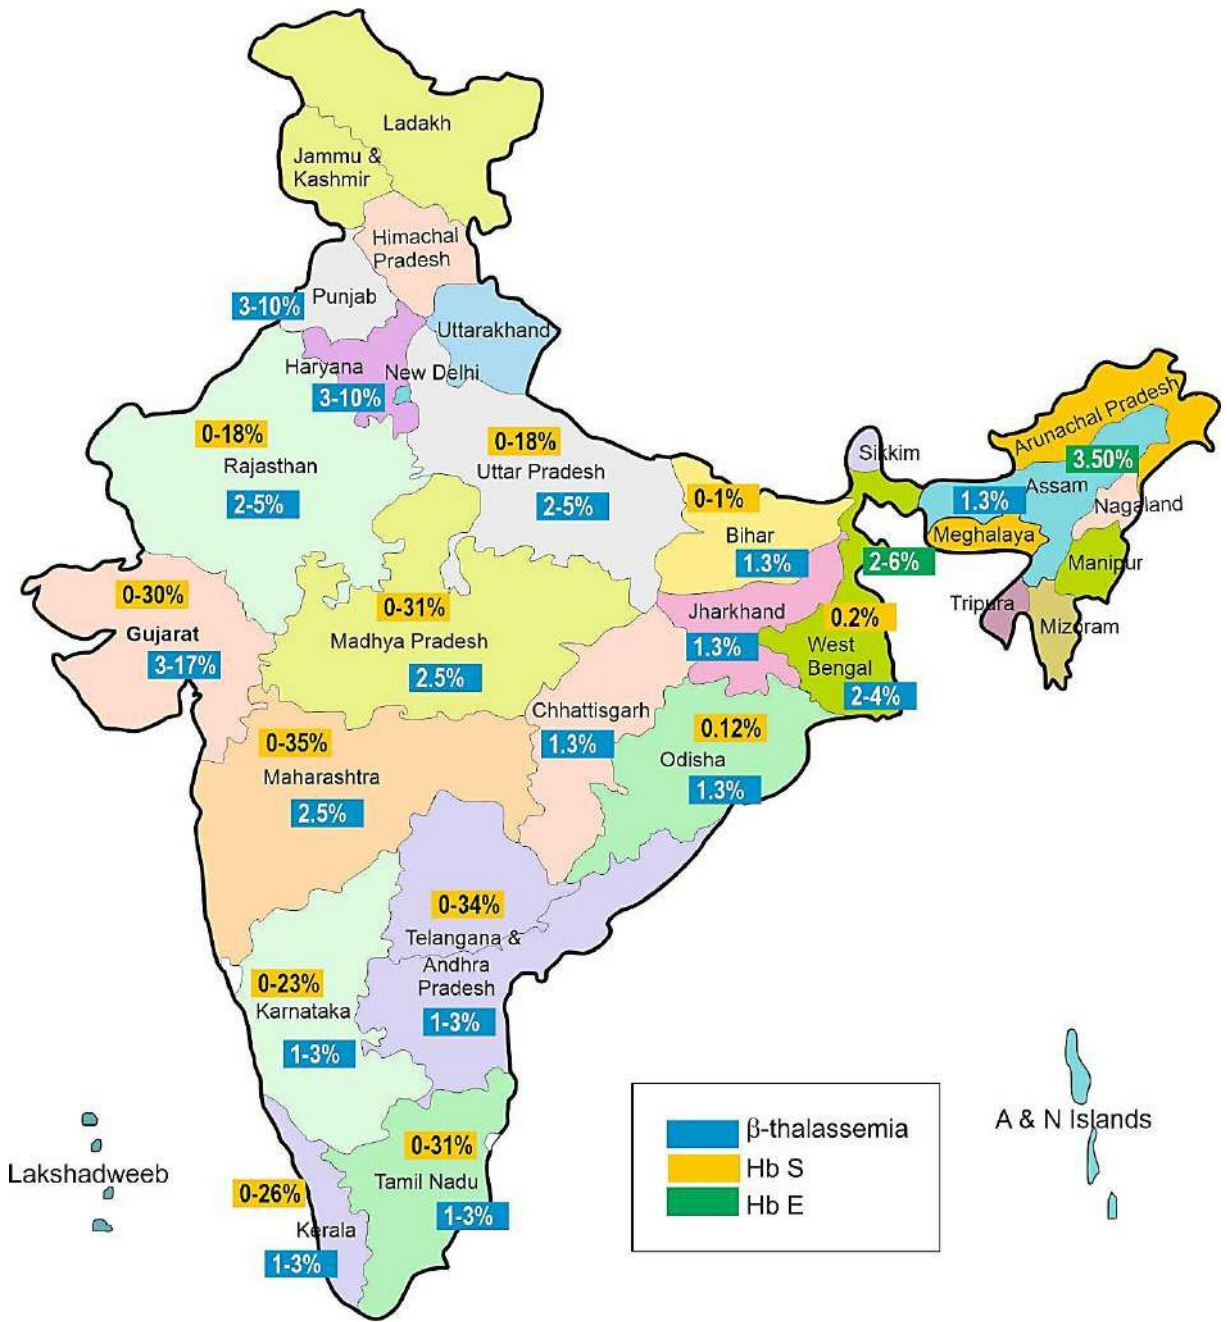 Ladakh
Jammu &
Kashmir
Himachal
Pradesh
Punjab
3-10%
Uttarakhand
Haryana
New Delhi
3-10%
0-18%
Rajasthan
2-5%
0-18%
Uttar Pradesh
2-5%
Sikkim
Arunachal Pradesh
3.50%
Assam
1.3%
Nagaland
Meghalaya
Manipur
Tripura
Mizoram
0-1%
Bihar
1.3%
2-6%
0-30%
Gujarat
3-17%
0-31%
Madhya Pradesh
2.5%
Jharkhand
1.3%
0.2%
West
Bengal
2-4%
Chhattisgarh
1.3%
0.12%
Odisha
1.3%
0-35%
Maharashtra
2.5%
0-34%
Telangana &
Andhra
Pradesh
1-3%
0-23%
Karnataka
1-3%
0-31%
Tamil Nadu
1-3%
0-26%
Kerala
1-3%
Lakshadweeb
A & N Islands
β-thalassemia
Hb S
Hb E